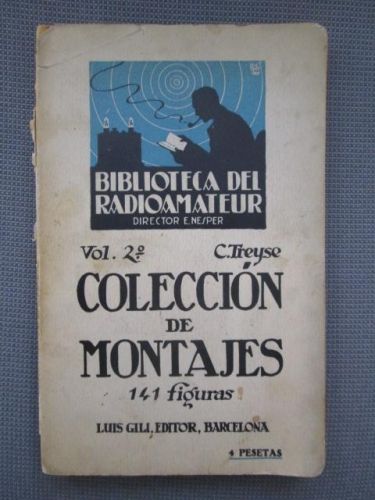 BIBLIOTECA DEL
RADIOAMATEUR
DIRECTOR E. NESPER
Vol. 2º C. Treyse
COLECCIÓN
DE
MONTAJES
141 figuras
LUIS GILI, EDITOR, BARCELONA
4 PESETAS